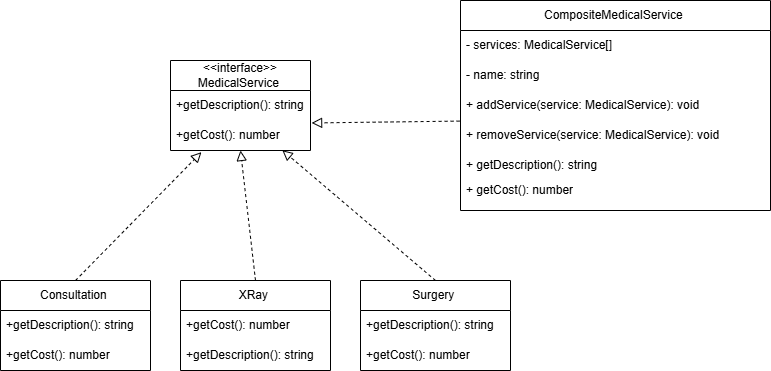 CompositeMedicalService
- services: MedicalService[]
- name: string
+ addService(service: MedicalService): void
+ removeService(service: MedicalService): void
+ getDescription(): string
+ getCost(): number
<<interface>>
MedicalService
+getDescription(): string
+getCost(): number
Consultation
+getDescription(): string
+getCost(): number
XRay
+getCost(): number
+getDescription(): string
Surgery
+getDescription(): string
+getCost(): number